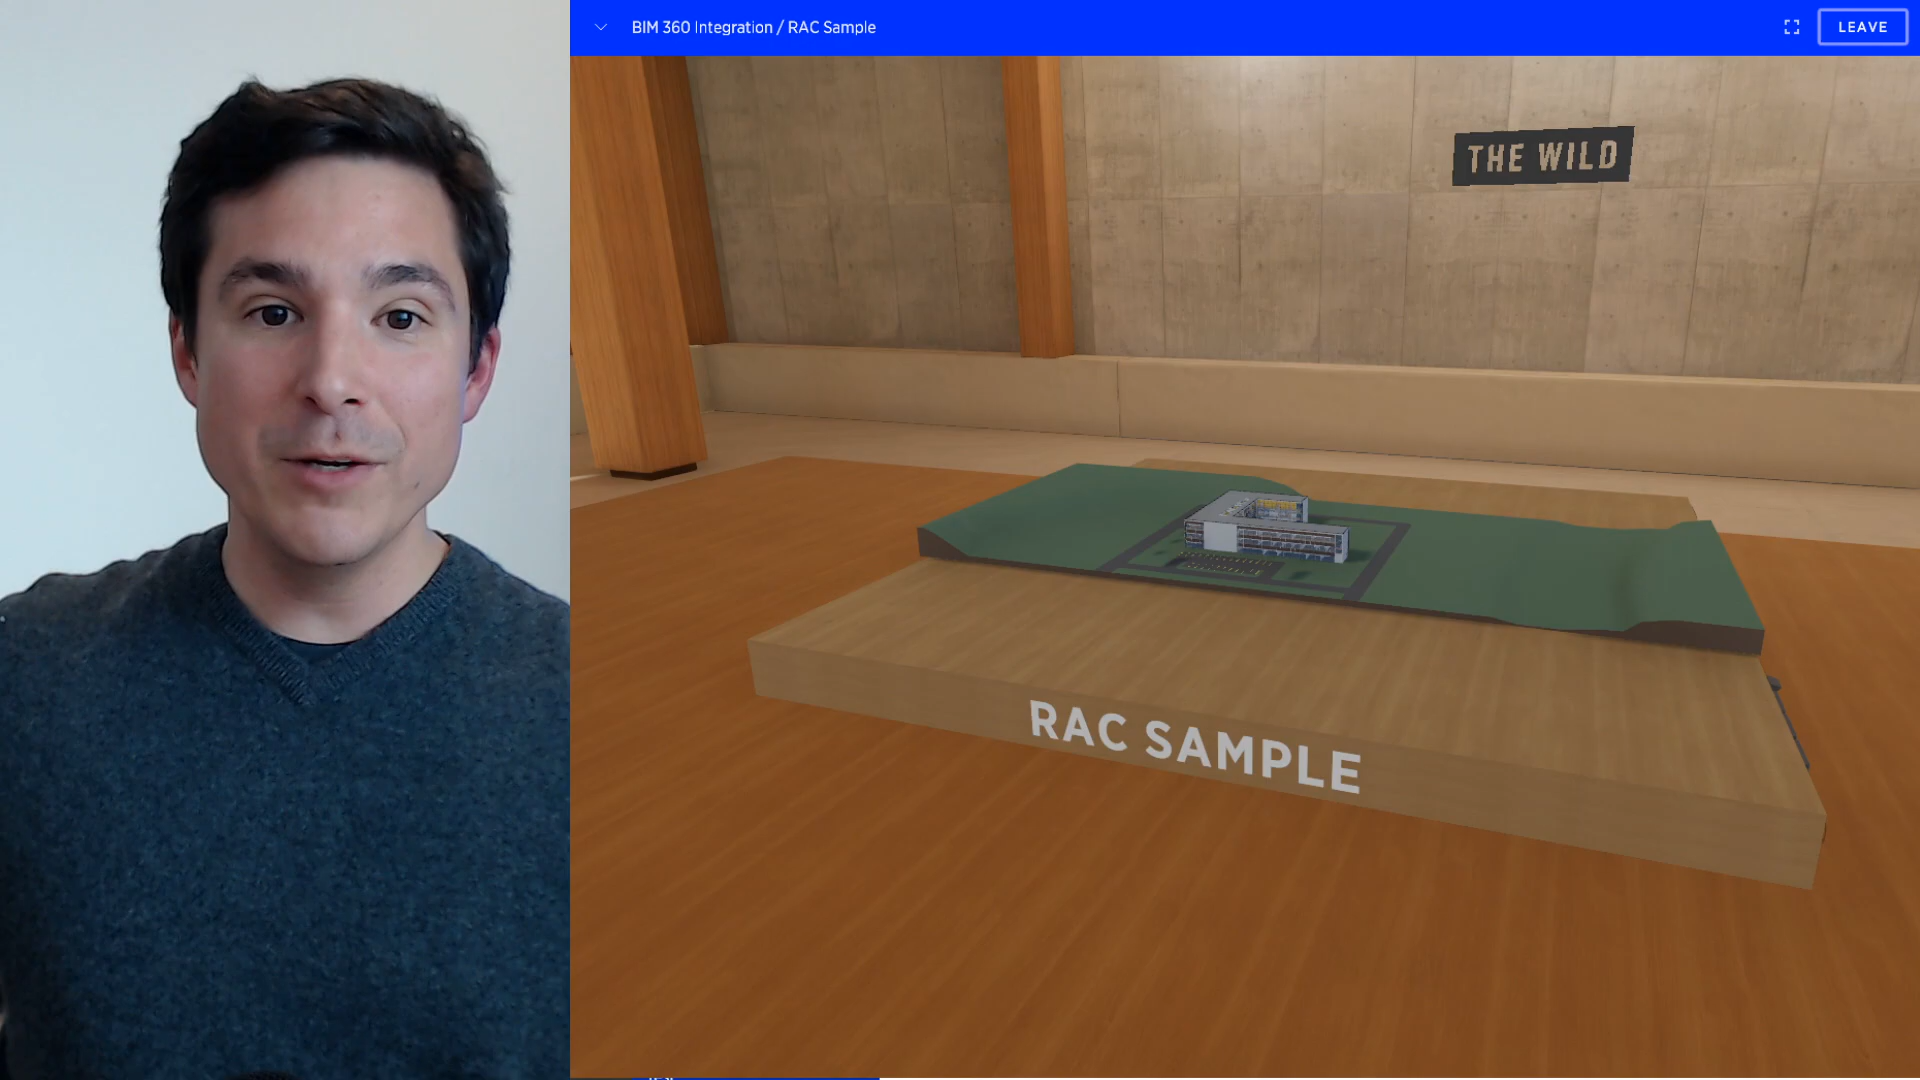 BIM 360 Integration / RAC Sample
LEAVE
THE WILD
RAC SAMPLE